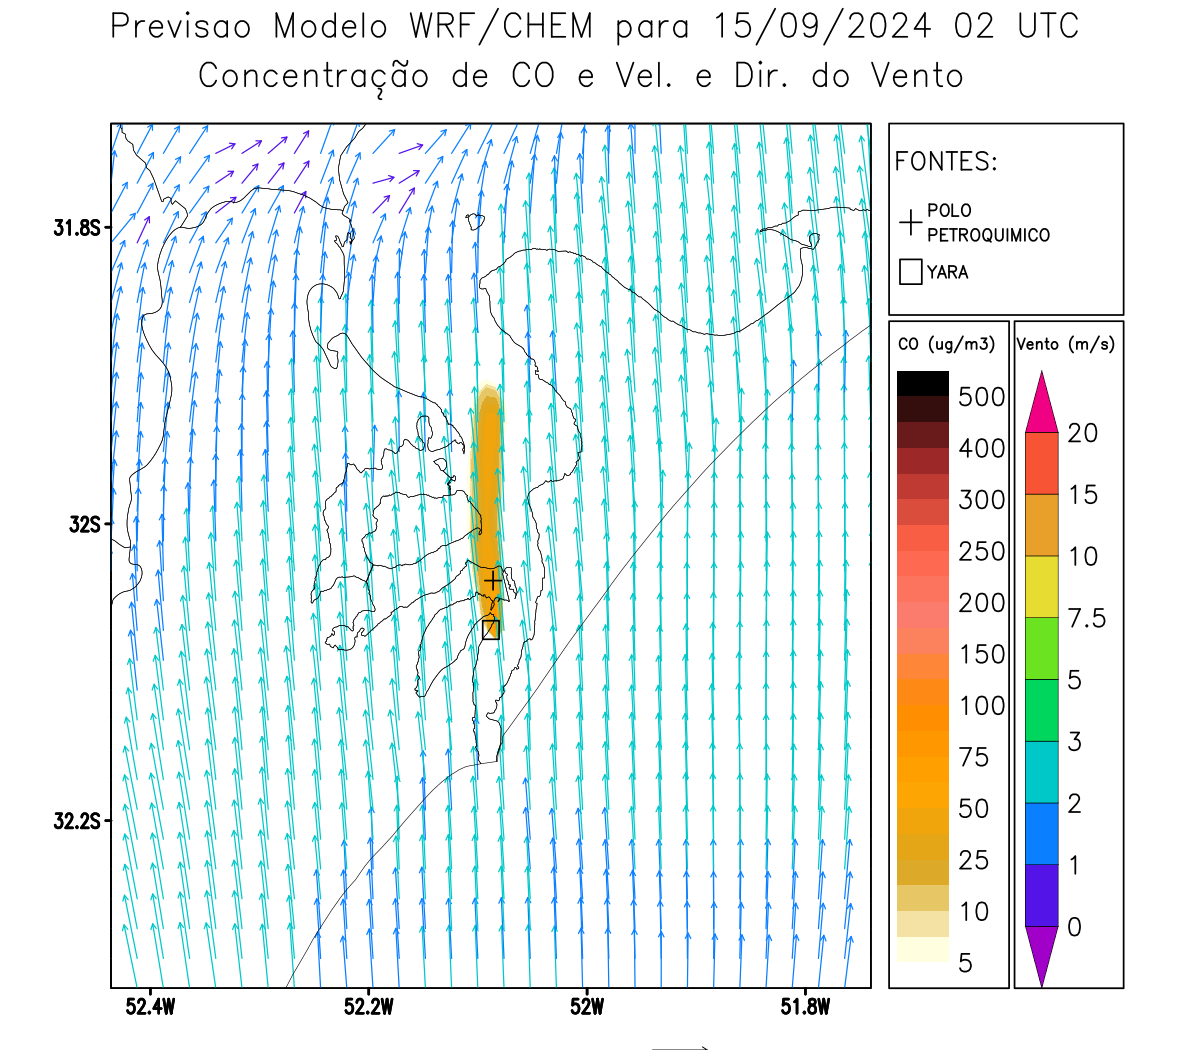 Previsao Modelo WRF/CHEM para 15/09/2024 02 UTC
Concentração de CO e Vel. e Dir. do Vento
FONTES:
POLO
PETROQUIMICO
YARA
CO (ug/m3)
500
400
300
250
200
150
100
75
50
25
10
5
Vento (m/s)
20
15
10
7.5
5
3
2
1
0
31.8S
32S
32.2S
52.4W
52.2W
52W
51.8W